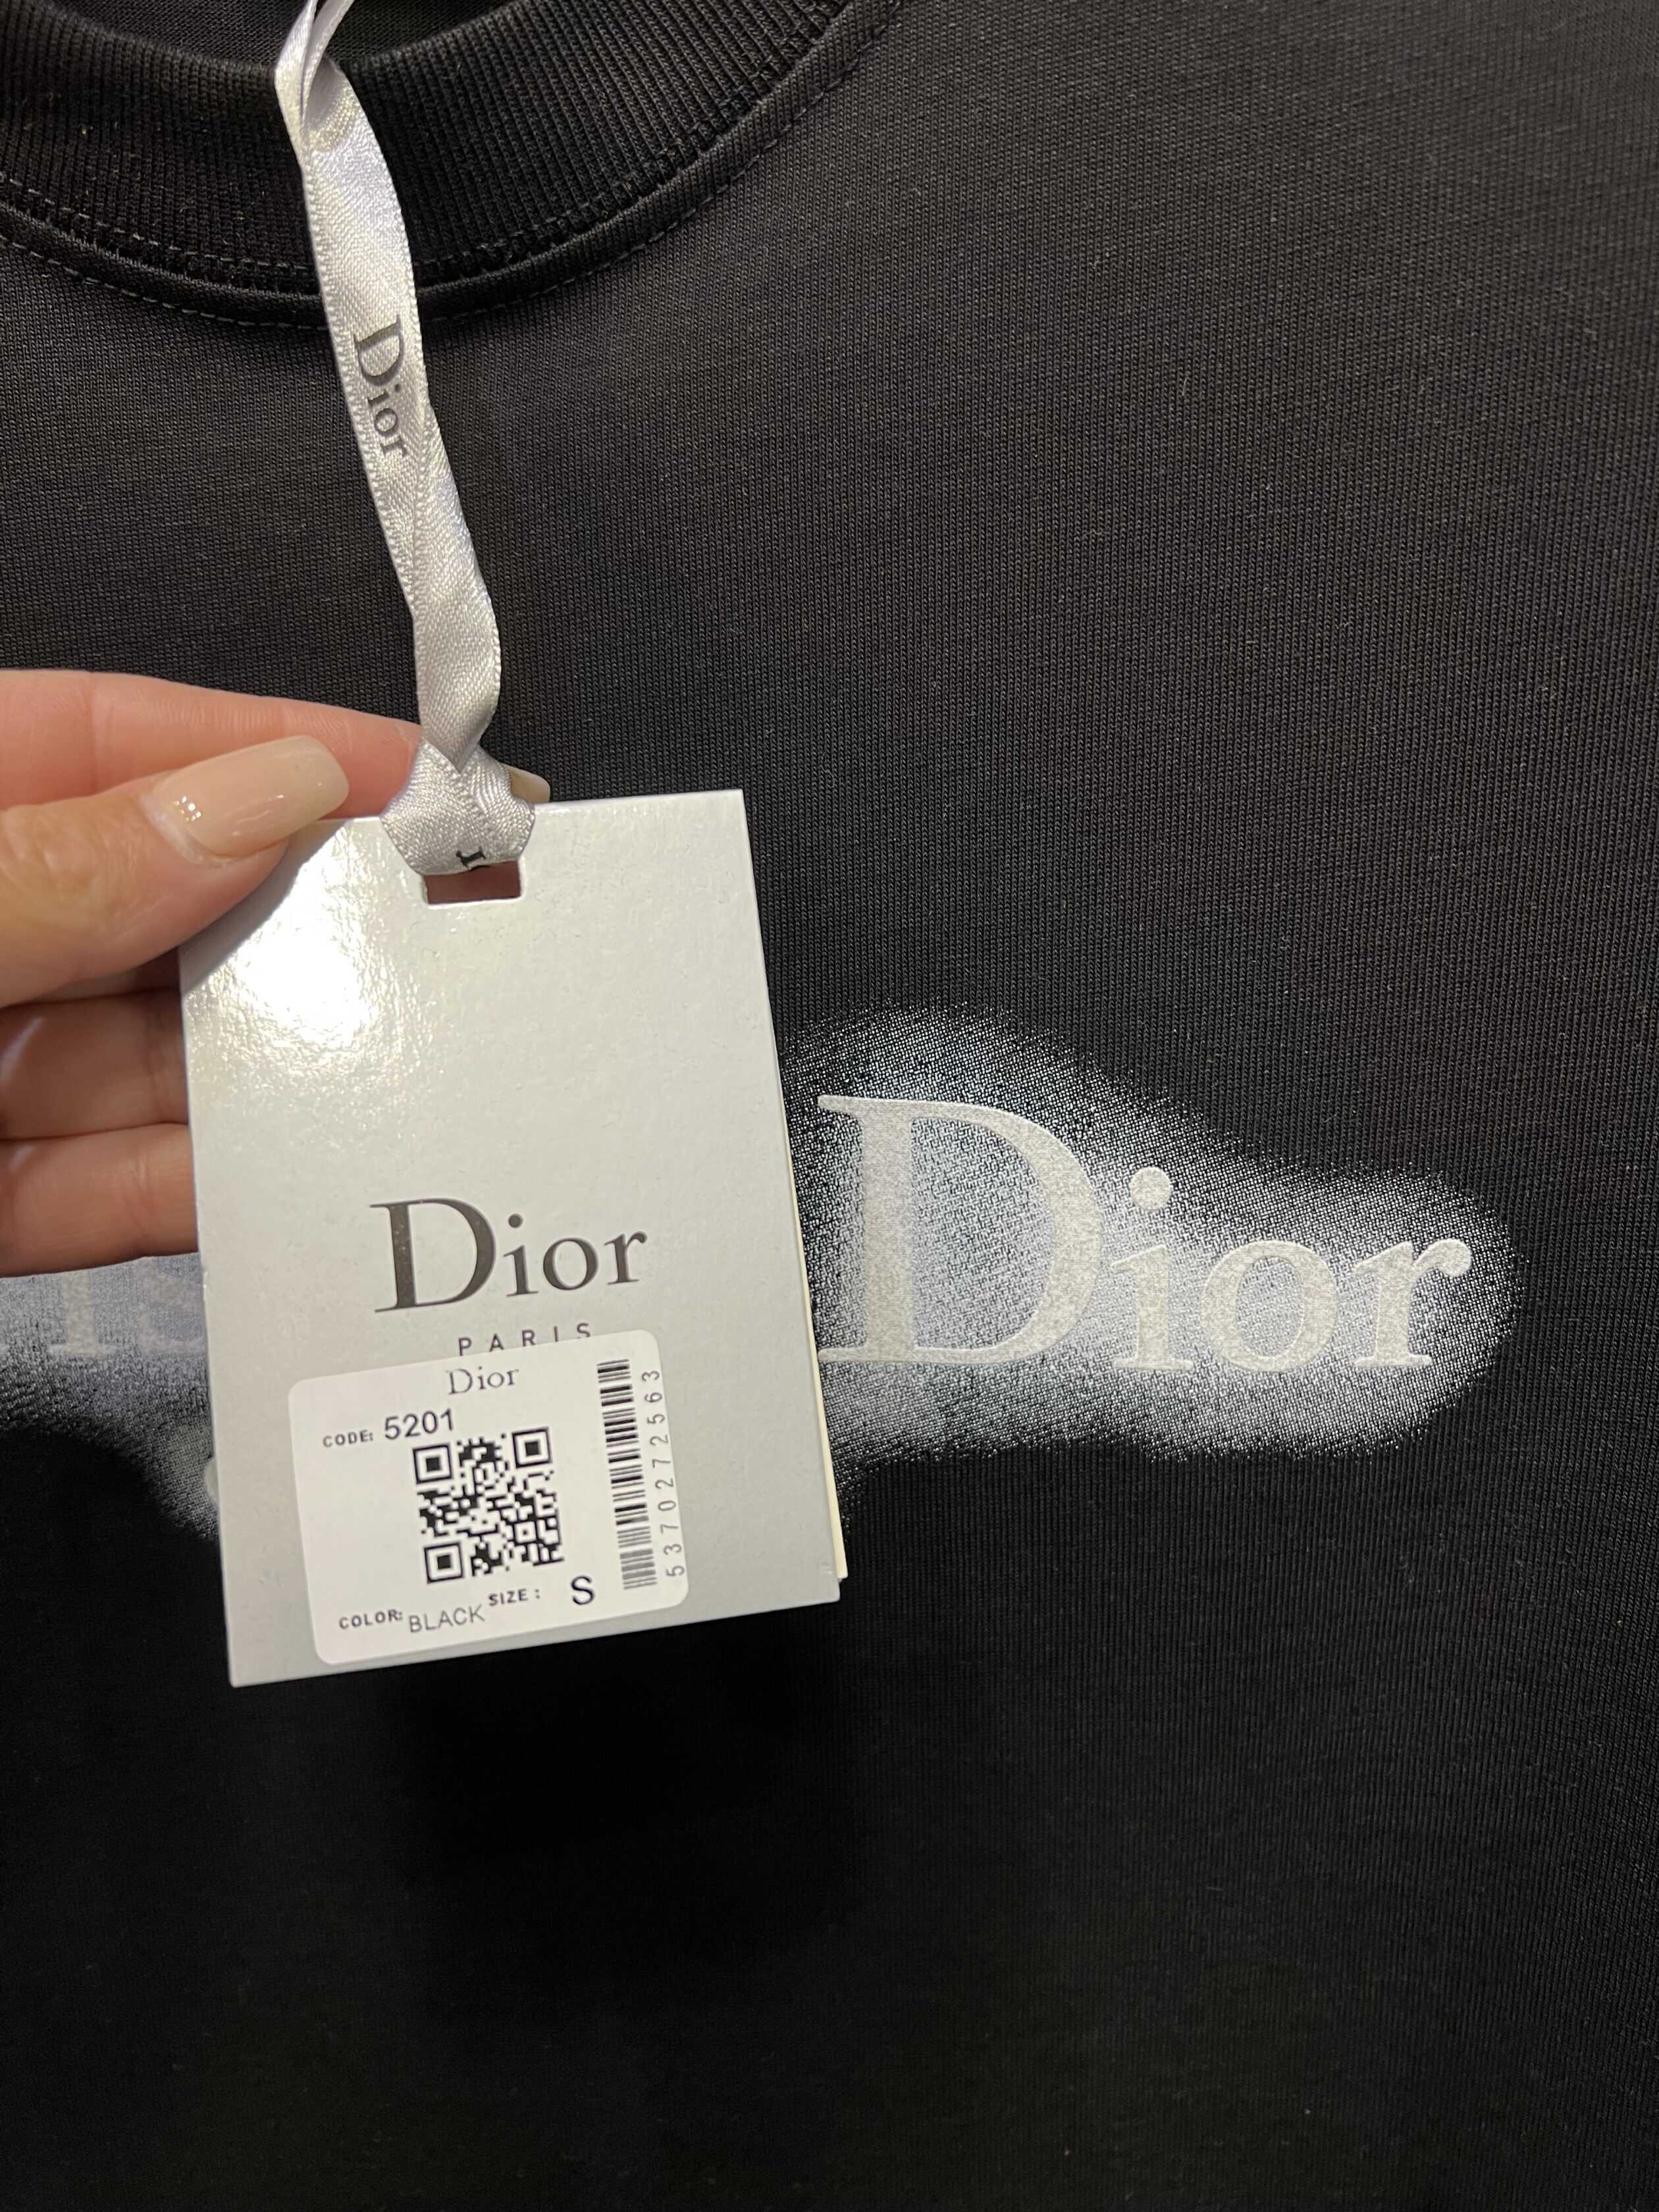 Dior
Dior
Dior
PARIS
Dior
CODE: 5201
5370272563
COLOR: BLACK SIZE: S